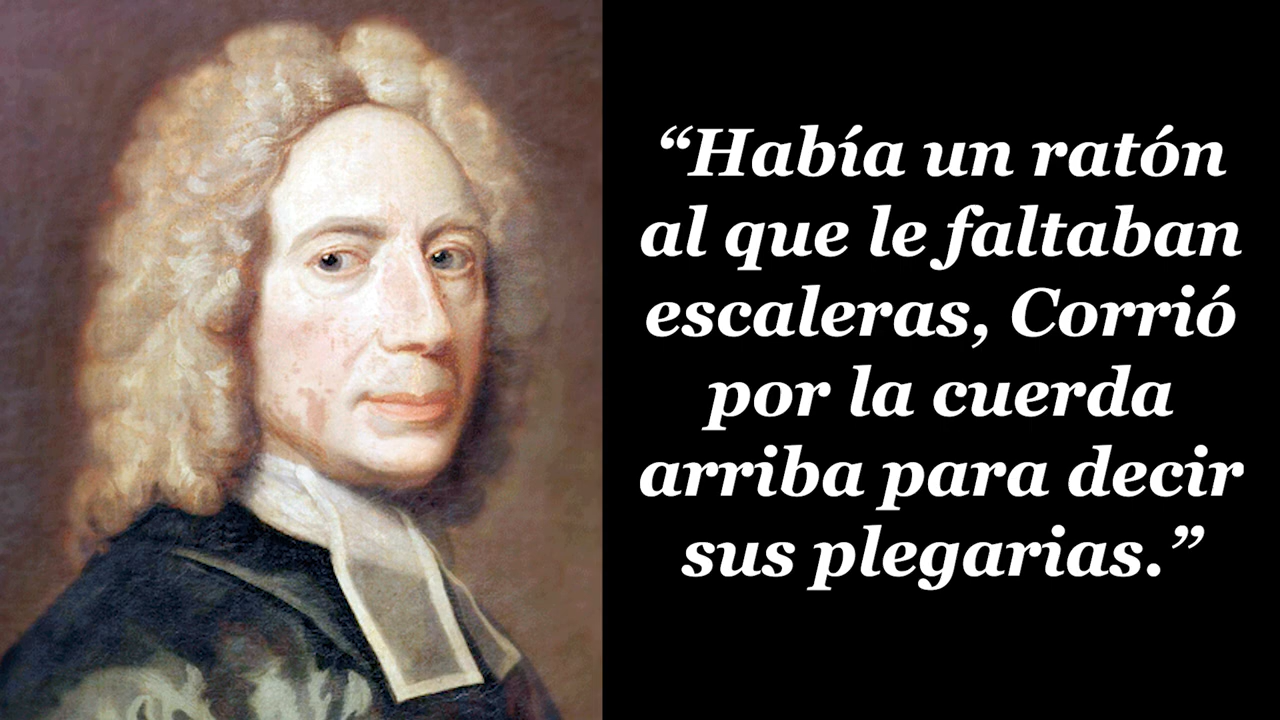 “Había un ratón
al que le faltaban
escaleras, Corrió
por la cuerda
arriba para decir
sus plegarias.”